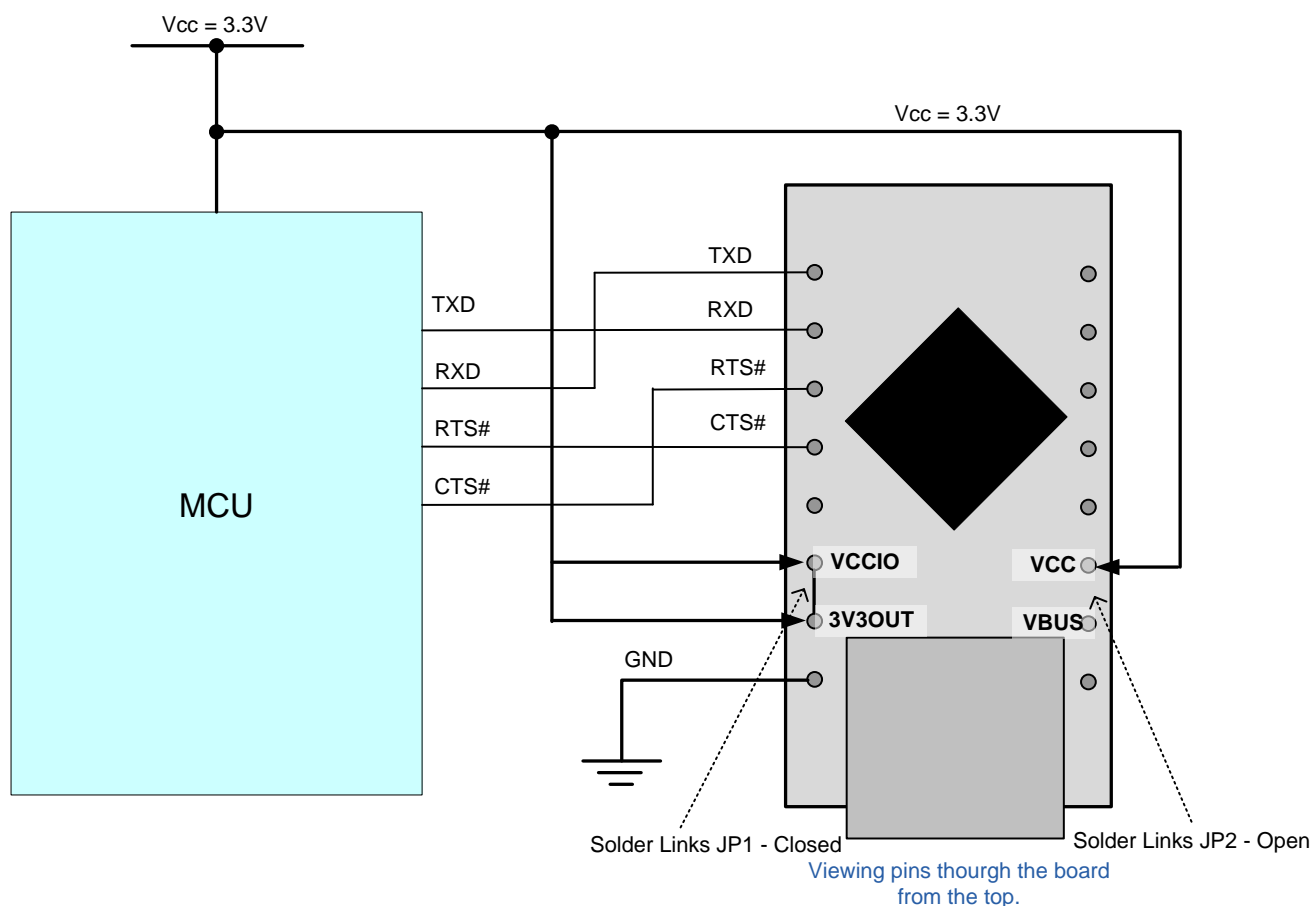 Vcc = 3.3V
Vcc = 3.3V
TXD
TXD
RXD
RXD
RTS#
RTS#
CTS#
CTS#
MCU
VCCIO
VCC
3V3OUT
VBUS
GND
Solder Links JP1 - Closed
Solder Links JP2 - Open
Viewing pins thourgh the board
from the top.